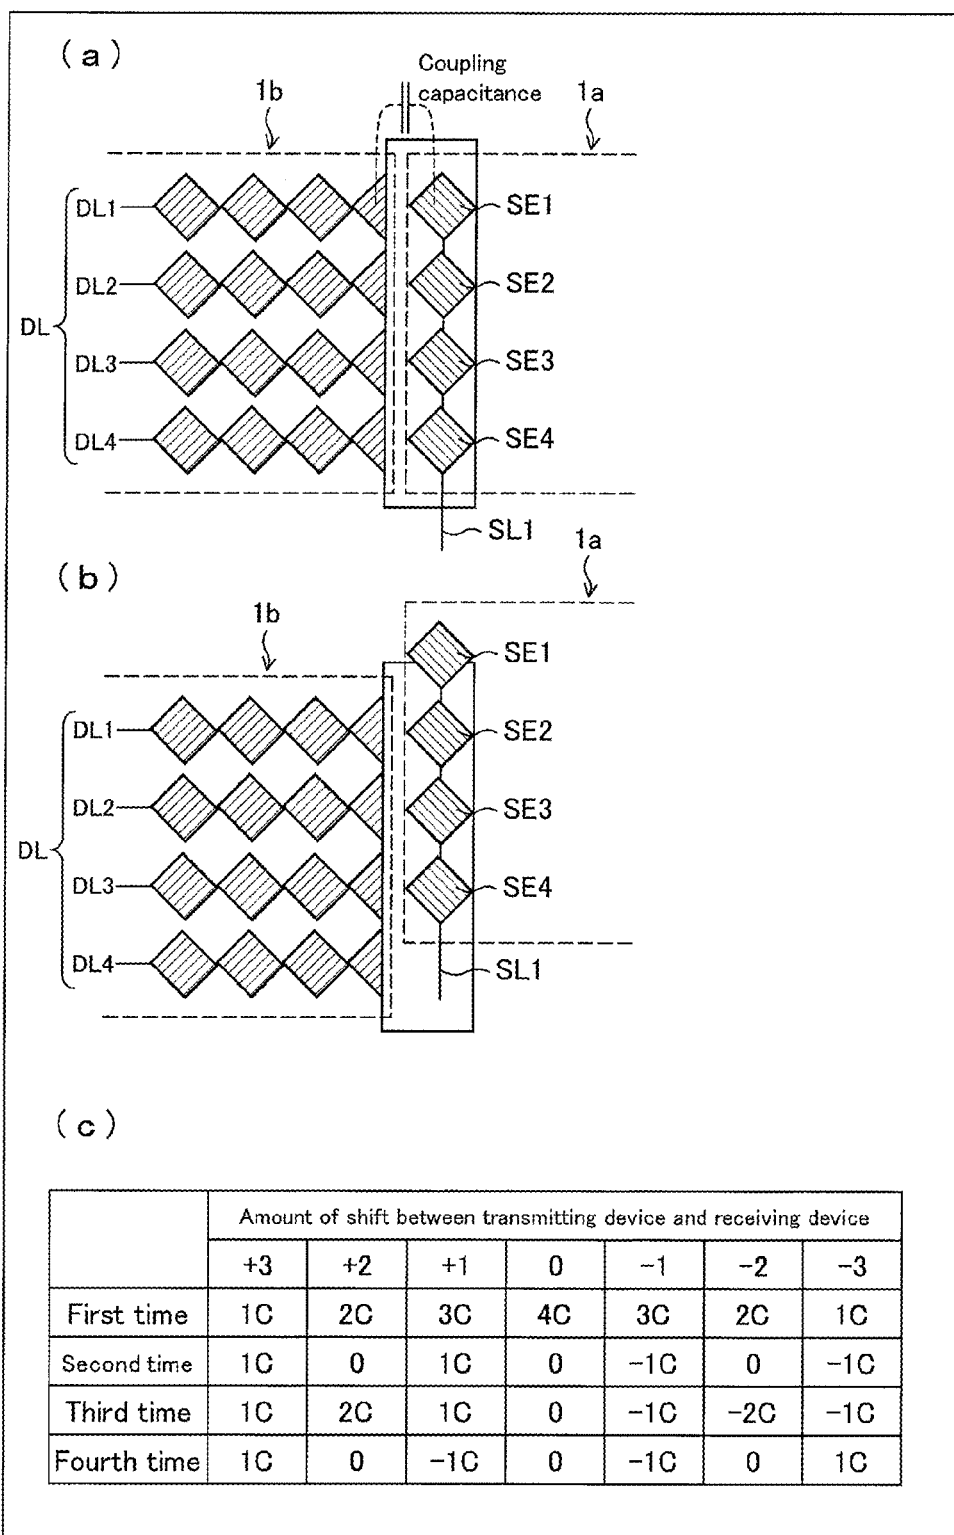 (a)
Coupling
capacitance
1b
1a
DL1
SE1
DL2
SE2
DL
DL3
SE3
DL4
SE4
SL1
(b)
1a
1b
SE1
DL1
SE2
DL2
SE3
DL
DL3
SE4
DL4
SL1
(c)
Amount of shift between transmitting device and receiving device
+3 +2 +1 0 −1 −2 −3
First time 1C 2C 3C 4C 3C 2C 1C
Second time 1C 0 1C 0 −1C 0 −1C
Third time 1C 2C 1C 0 −1C −2C −1C
Fourth time 1C 0 −1C 0 −1C 0 1C